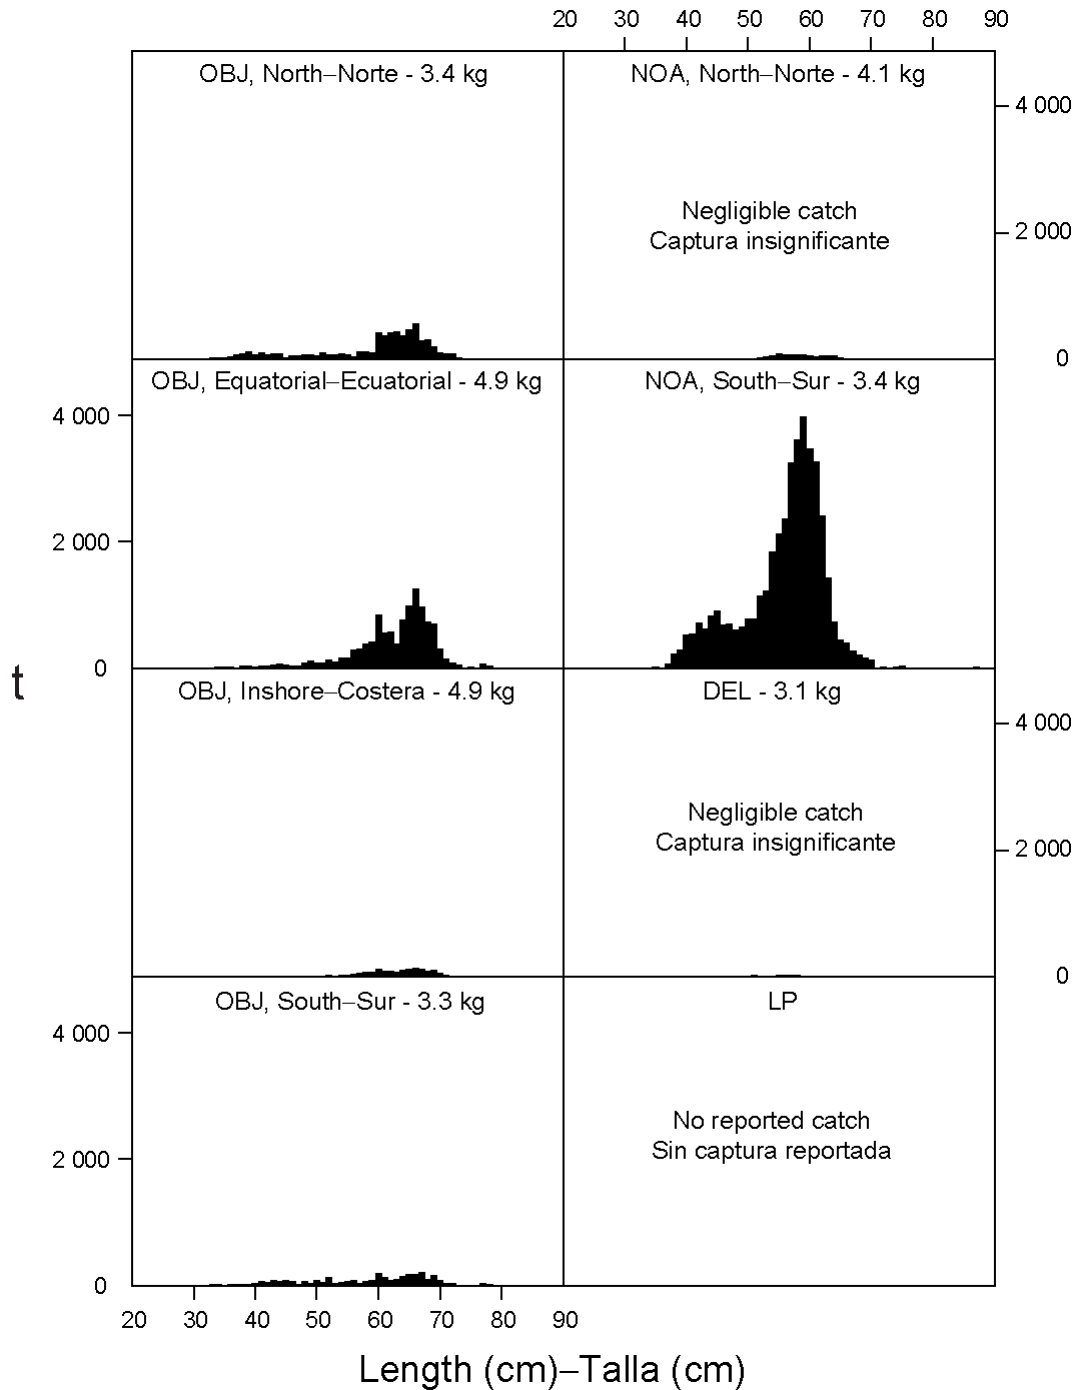 20 30 40 50 60 70 80 90
OBJ, North–Norte - 3.4 kg
NOA, North–Norte - 4.1 kg
4 000
Negligible catch
Captura insignificante
2 000
0
OBJ, Equatorial–Ecuatorial - 4.9 kg
NOA, South–Sur - 3.4 kg
4 000
2 000
0
t
OBJ, Inshore–Costera - 4.9 kg
DEL - 3.1 kg
4 000
Negligible catch
Captura insignificante
2 000
0
OBJ, South–Sur - 3.3 kg
LP
4 000
No reported catch
Sin captura reportada
2 000
0
20 30 40 50 60 70 80 90
Length (cm)–Talla (cm)